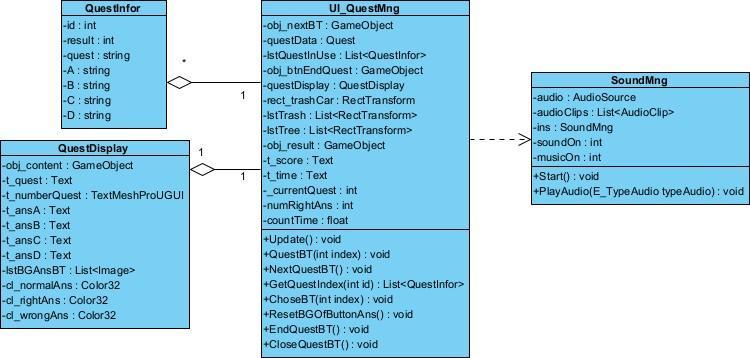 QuestInfor
-id : int
-result : int
-quest : string
-A : string
-B : string
-C : string
-D : string
*
1
QuestDisplay
-obj_content : GameObject
-t_quest : Text
-t_numberQuest : TextMeshProUGUI
-t_ansA : Text
-t_ansB : Text
-t_ansC : Text
-t_ansD : Text
-lstBGAnsBT : List<Image>
-cl_normalAns : Color32
-cl_rightAns : Color32
-cl_wrongAns : Color32
1
1
UI_QuestMng
-obj_nextBT : GameObject
-questData : Quest
-lstQuestInUse : List<QuestInfor>
-obj_btnEndQuest : GameObject
-questDisplay : QuestDisplay
-rect_trashCar : RectTransform
-lstTrash : List<RectTransform>
-lstTree : List<RectTransform>
-obj_result : GameObject
-t_score : Text
-t_time : Text
-_currentQuest : int
-numRightAns : int
-countTime : float
+Update() : void
+QuestBT(int index) : void
+NextQuestBT() : void
+GetQuestIndex(int id) : List<QuestInfor>
+ChoseBT(int index) : void
+ResetBGOfButtonAns() : void
+EndQuestBT() : void
+CloseQuestBT() : void
SoundMng
-audio : AudioSource
-audioClips : List<AudioClip>
-ins : SoundMng
-soundOn : int
-musicOn : int
+Start() : void
+PlayAudio(E_TypeAudio typeAudio) : void